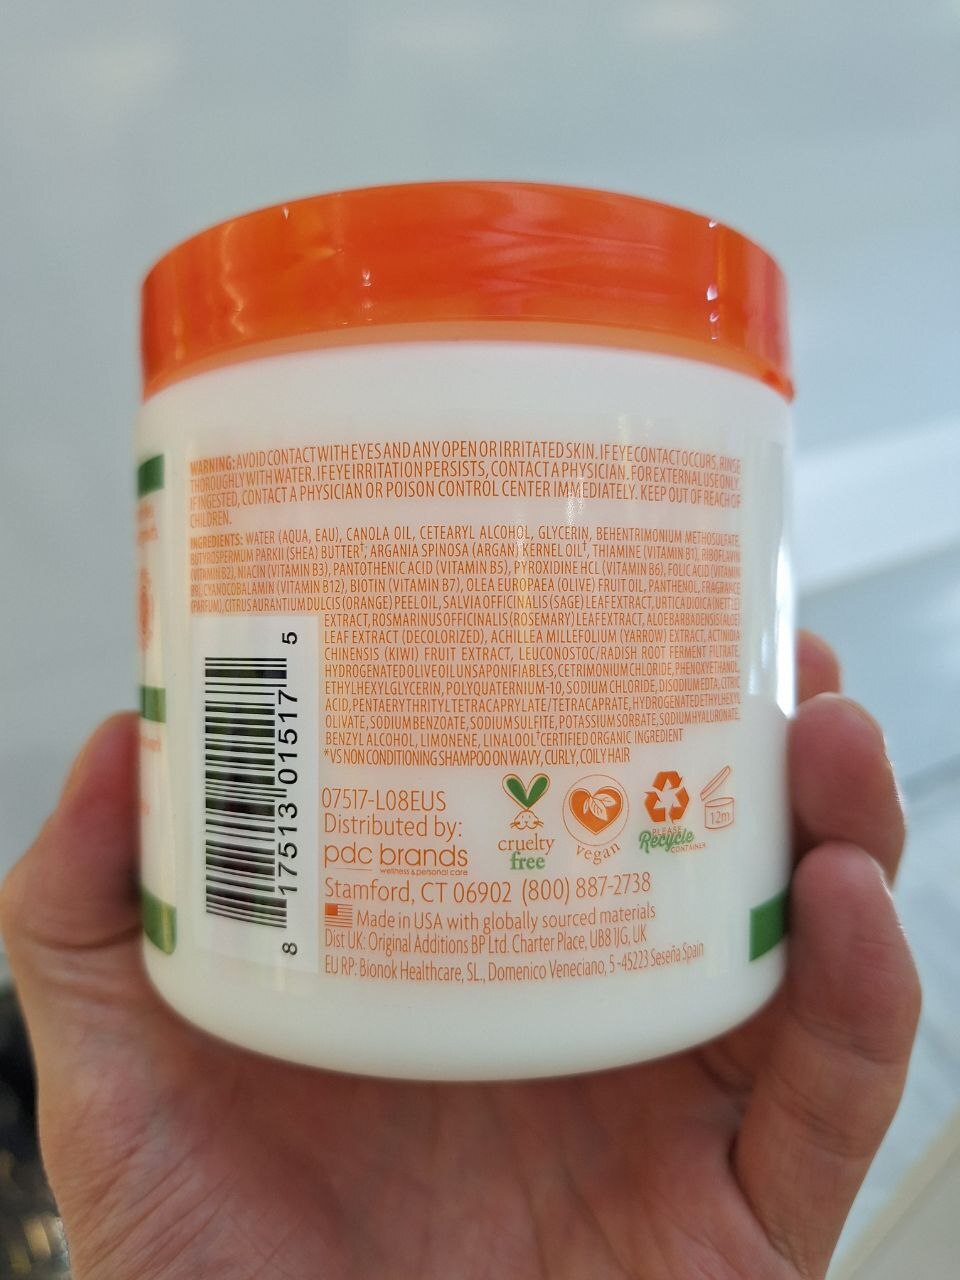 WARNING: AVOID CONTACT WITH EYES AND ANY OPEN OR IRRITATED SKIN. IF EYE CONTACT OCCURS, RINSE
THOROUGHLY WITH WATER. IF EYE IRRITATION PERSISTS, CONTACT A PHYSICIAN. FOR EXTERNAL USE ONLY.
IF INGESTED, CONTACT A PHYSICIAN OR POISON CONTROL CENTER IMMEDIATELY. KEEP OUT OF REACH OF
CHILDREN.
INGREDIENTS: WATER (AQUA, EAU), CANOLA OIL, CETEARYL ALCOHOL, GLYCERIN, BEHENTRIMONIUM METHOSULFATE,
BUTYROSPERMUM PARKII (SHEA) BUTTER†, ARGANIA SPINOSA (ARGAN) KERNEL OIL†, THIAMINE (VITAMIN B1), RIBOFLAVIN
(VITAMIN B2), NIACIN (VITAMIN B3), PANTOTHENIC ACID (VITAMIN B5), PYROXIDINE HCL (VITAMIN B6), FOLIC ACID (VITAMIN
B9), CYANOCOBALAMIN (VITAMIN B12), BIOTIN (VITAMIN B7), OLEA EUROPAEA (OLIVE) FRUIT OIL, PANTHENOL, FRAGRANCE
(PARFUM), CITRUS AURANTIUM DULCIS (ORANGE) PEEL OIL, SALVIA OFFICINALIS (SAGE) LEAF EXTRACT, URTICA DIOICA (NETTLE)
EXTRACT, ROSMARINUS OFFICINALIS (ROSEMARY) LEAF EXTRACT, ALOE BARBADENSIS (ALOE)
LEAF EXTRACT (DECOLORIZED), ACHILLEA MILLEFOLIUM (YARROW) EXTRACT, ACTINIDIA
CHINENSIS (KIWI) FRUIT EXTRACT, LEUCONOSTOC/RADISH ROOT FERMENT FILTRATE,
HYDROGENATED OLIVE OIL UNSAPONIFIABLES, CETRIMONIUM CHLORIDE, PHENOXYETHANOL,
ETHYLHEXYLGLYCERIN, POLYQUATERNIUM-10, SODIUM CHLORIDE, DISODIUM EDTA, CITRIC
ACID, PENTAERYTHRITYL TETRACAPRYLATE/TETRACAPRATE, HYDROGENATED ETHYLHEXYL
OLIVATE, SODIUM BENZOATE, SODIUM SULFITE, POTASSIUM SORBATE, SODIUM HYALURONATE,
BENZYL ALCOHOL, LIMONENE, LINALOOL †CERTIFIED ORGANIC INGREDIENT
*VS NON CONDITIONING SHAMPOO ON WAVY, CURLY, COILY HAIR
8 17513 01517 5
07517-L08EUS
Distributed by:
pdc brands
wellness & personal care
cruelty
free
vegan
PLEASE
Recycle
CONTAINER
12m
Stamford, CT 06902 (800) 887-2738
Made in USA with globally sourced materials
Dist UK: Original Additions BP Ltd. Charter Place, UB8 1JG, UK
EU RP: Bionok Healthcare, SL., Domenico Veneciano, 5 -45223 Seseña Spain